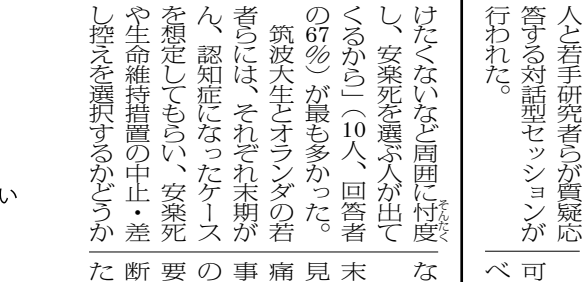 人と若手研究者らが質疑応
答する対話型セッションが
行われた。
けたくないなど周囲に忖度
そんたく
し、安楽死を選ぶ人が出て
くるから」（10人、回答者
の67％）が最も多かった。
筑波大生とオランダの若
者らには、それぞれ末期が
ん、認知症になったケース
を想定してもらい、安楽死
や生命維持措置の中止・差
し控えを選択するかどうか
可
べ
な
末
見
痛
事
の
要
断
た
い